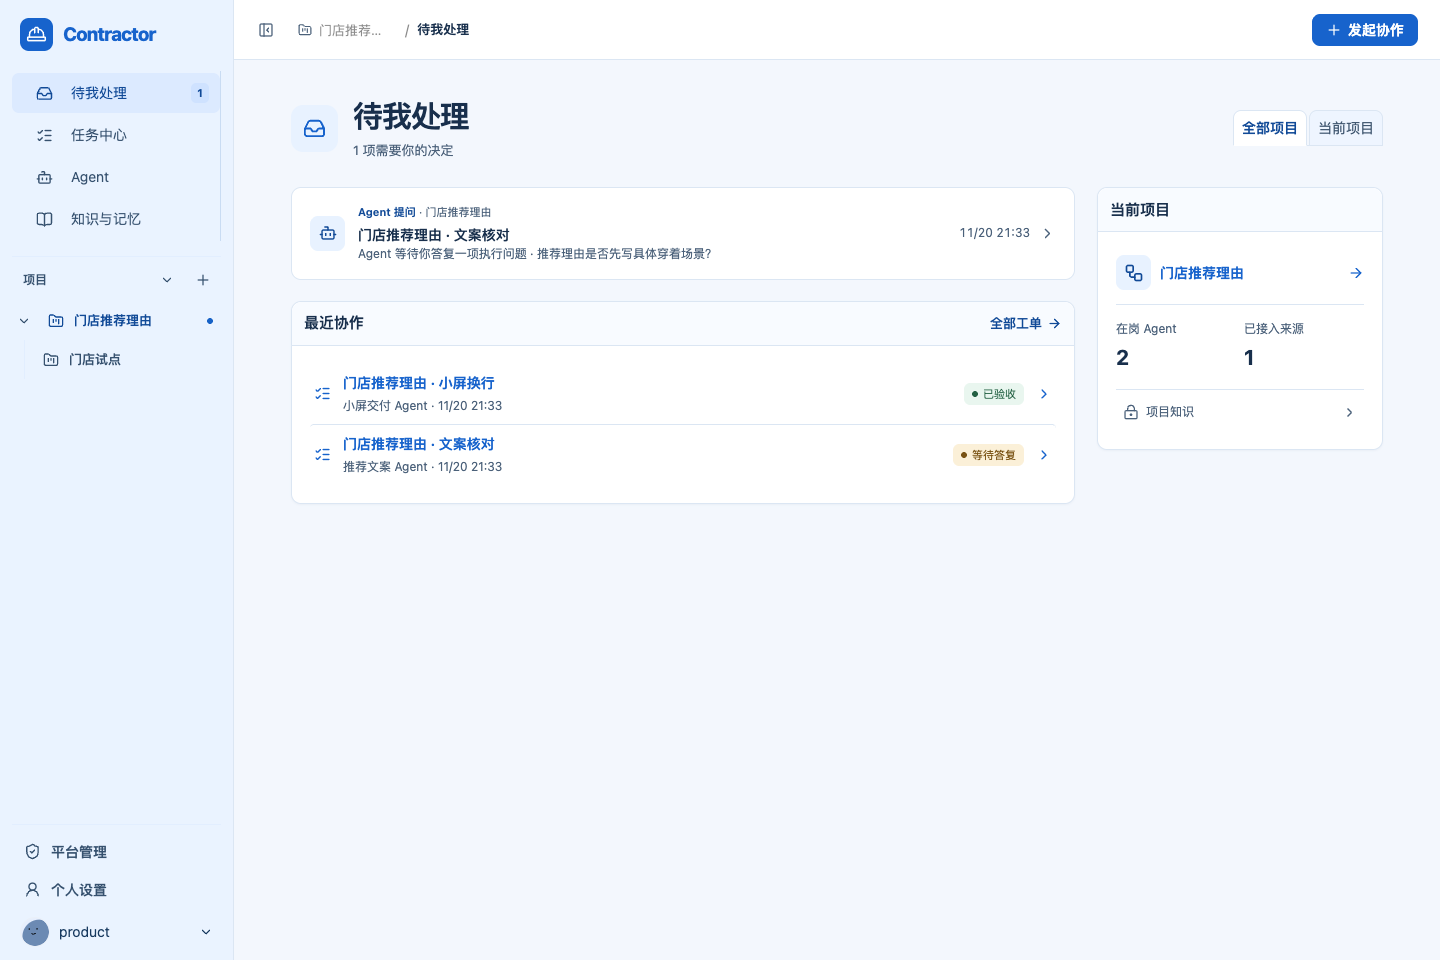 Contractor
待我处理 1
任务中心
Agent
知识与记忆
项目
门店推荐理由
门店试点
平台管理
个人设置
product
门店推荐... / 待我处理
发起协作
待我处理
1 项需要你的决定
全部项目 当前项目
Agent 提问 · 门店推荐理由
门店推荐理由 · 文案核对
Agent 等待你答复一项执行问题 · 推荐理由是否先写具体穿着场景?
11/20 21:33
最近协作
全部工单
门店推荐理由 · 小屏换行
小屏交付 Agent · 11/20 21:33
已验收
门店推荐理由 · 文案核对
推荐文案 Agent · 11/20 21:33
等待答复
当前项目
门店推荐理由
在岗 Agent 已接入来源
2 1
项目知识